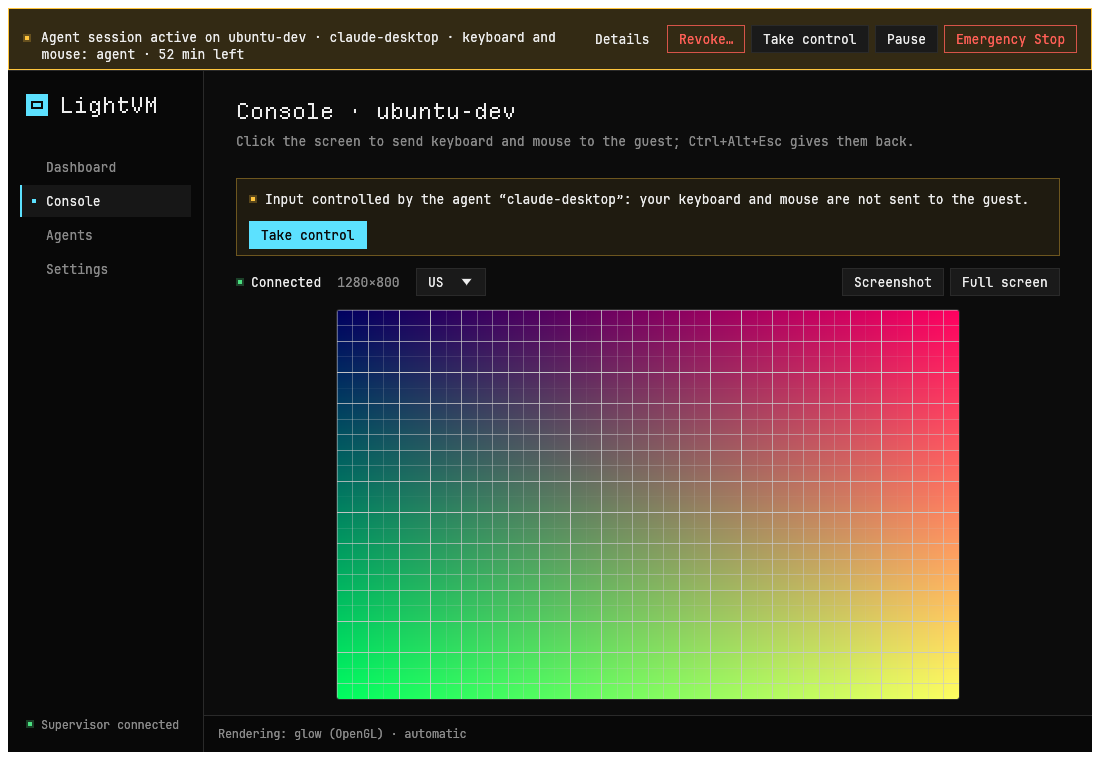 Agent session active on ubuntu-dev · claude-desktop · keyboard and
mouse: agent · 52 min left
Details
Revoke…
Take control
Pause
Emergency Stop
LightVM
Dashboard
Console
Agents
Settings
Supervisor connected
Console · ubuntu-dev
Click the screen to send keyboard and mouse to the guest; Ctrl+Alt+Esc gives them back.
Input controlled by the agent “claude-desktop”: your keyboard and mouse are not sent to the guest.
Take control
Connected
1280×800
US
Screenshot
Full screen
Rendering: glow (OpenGL) · automatic